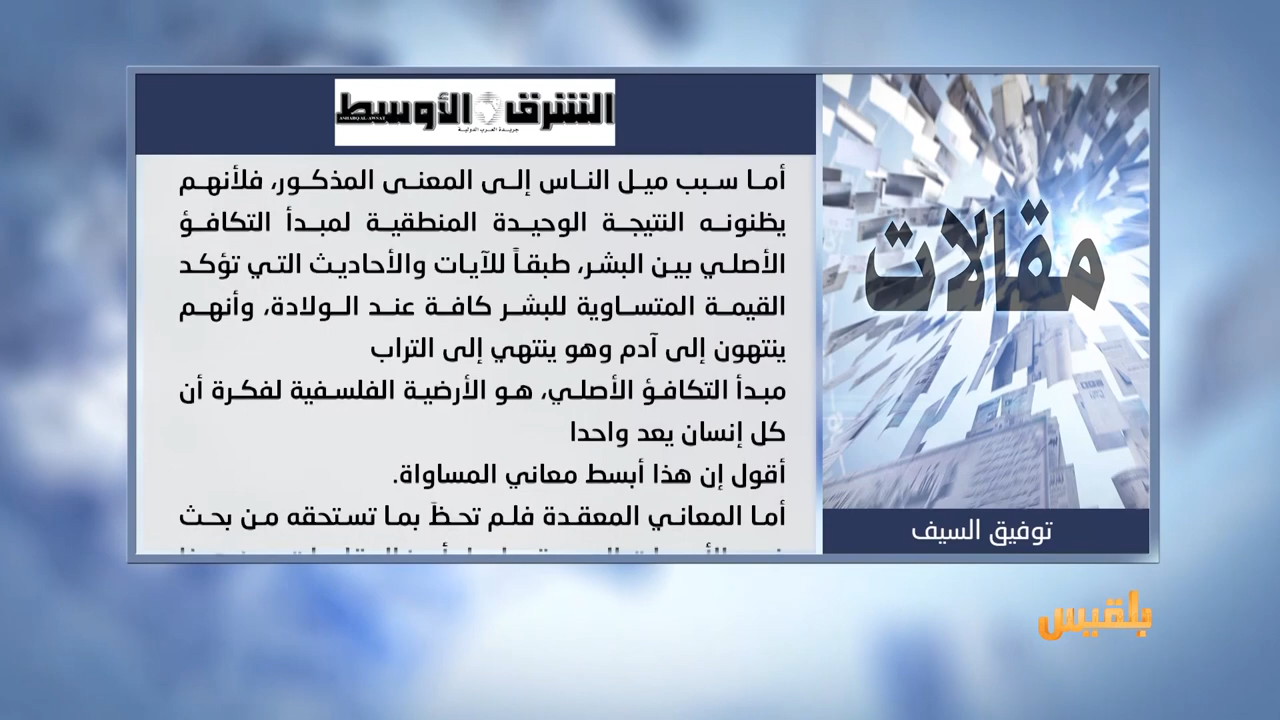 الشرق الأوسط
ASHARQ AL-AWSAT
جريدة العرب الدولية
أما سبب ميل الناس إلى المعنى المذكور، فلأنهم
يظنونه النتيجة الوحيدة المنطقية لمبدأ التكافؤ
الأصلي بين البشر، طبقاً للآيات والأحاديث التي تؤكد
القيمة المتساوية للبشر كافة عند الولادة، وأنهم
ينتهون إلى آدم وهو ينتهي إلى التراب
مبدأ التكافؤ الأصلي، هو الأرضية الفلسفية لفكرة أن
كل إنسان يعد واحدا
أقول إن هذا أبسط معاني المساواة.
أما المعاني المعقدة فلم تحظَ بما تستحقه من بحث
مقالات
توفيق السيف
بلقيس